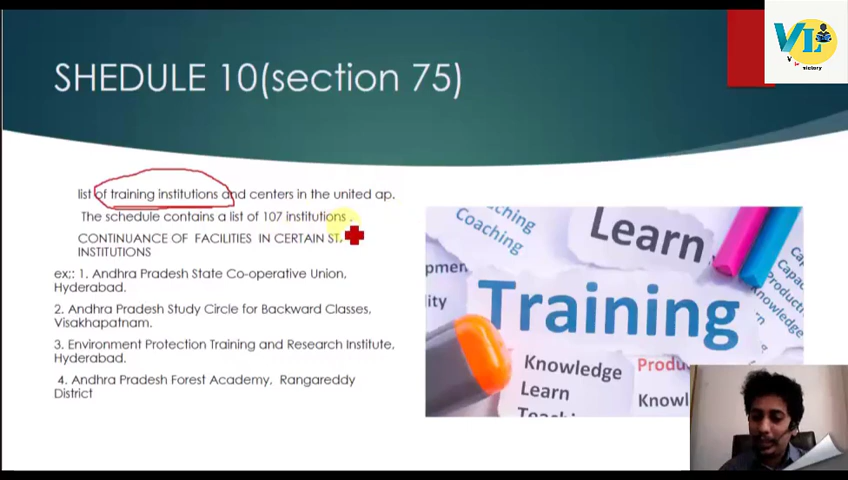 SHEDULE 10(section 75)
VL
victory
list of training institutions and centers in the united ap.
The schedule contains a list of 107 institutions .
CONTINUANCE OF FACILITIES IN CERTAIN ST
INSTITUTIONS
ex:: 1. Andhra Pradesh State Co-operative Union,
Hyderabad.
2. Andhra Pradesh Study Circle for Backward Classes,
Visakhapatnam.
3. Environment Protection Training and Research Institute,
Hyderabad.
4. Andhra Pradesh Forest Academy, Rangareddy
District
Coaching
Learn
Training
Knowledge
Learn